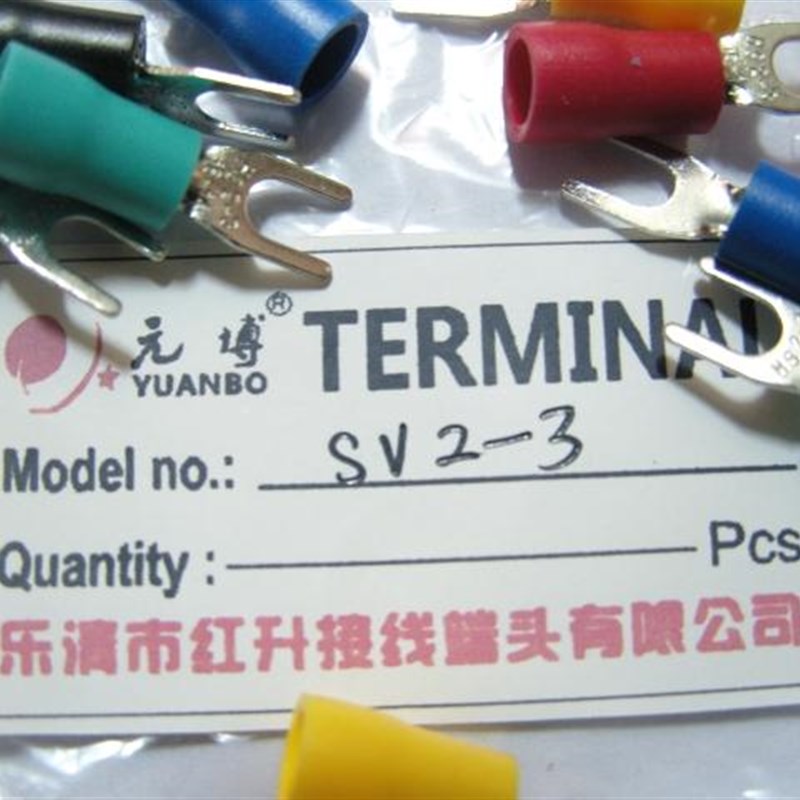 元博® TERMINAL
YUANBO
Model no.: SV2-3
Quantity : Pcs
乐清市红升接线端头有限公司